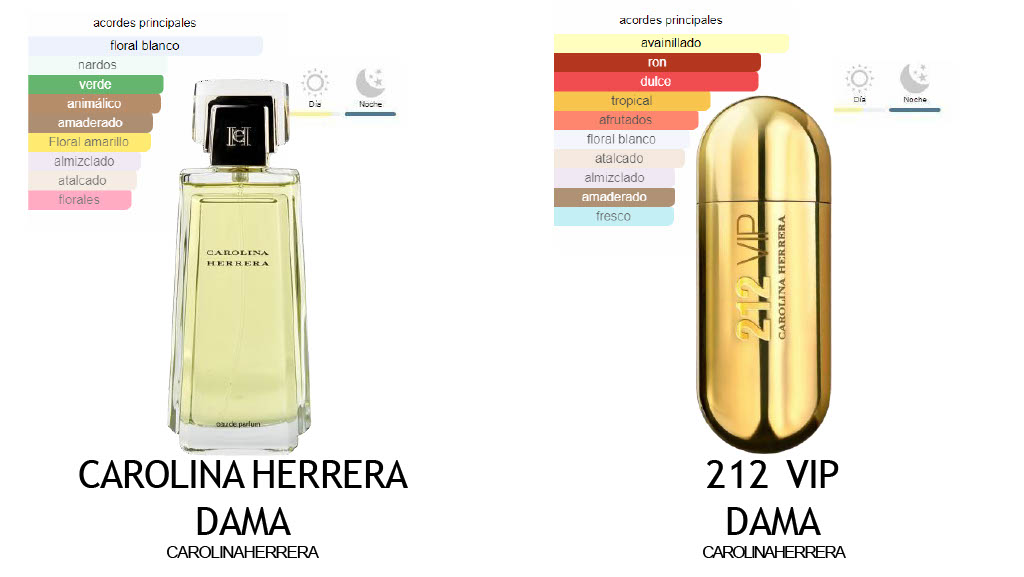 acordes principales
floral blanco
nardos
verde
animálico
amaderado
Floral amarillo
almizclado
atalcado
florales
Día
Noche
CH
CAROLINA
HERRERA
eau de parfum
CAROLINA HERRERA
DAMA
CAROLINAHERRERA
acordes principales
avainillado
ron
dulce
tropical
afrutados
floral blanco
atalcado
almizclado
amaderado
fresco
Día
Noche
212 VIP
CAROLINA HERRERA
212 VIP
DAMA
CAROLINAHERRERA